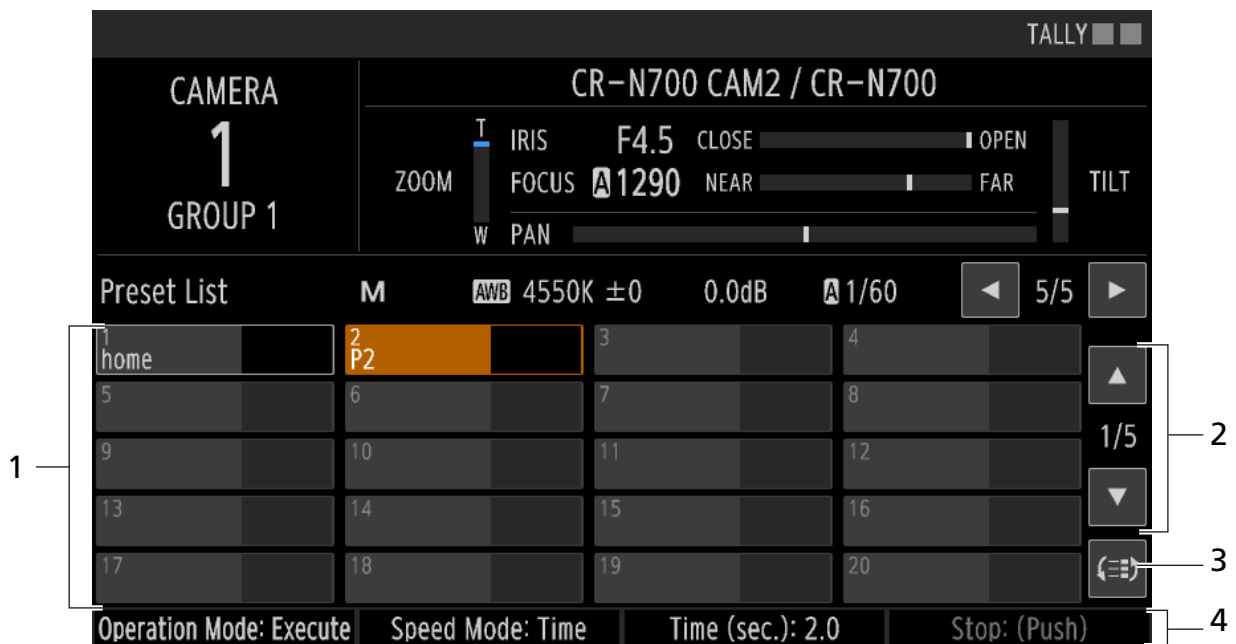 TALLY
CAMERA
1
GROUP 1
CR-N700 CAM2 / CR-N700
ZOOM
T
W
IRIS F4.5 CLOSE OPEN
FOCUS A 1290 NEAR FAR
PAN
TILT
Preset List M AWB 4550K ±0 0.0dB A 1/60 ◀ 5/5 ▶
1 home
2 P2
3
4
5
6
7
8
9
10
11
12
13
14
15
16
17
18
19
20
▲
1/5
▼
Operation Mode: Execute Speed Mode: Time Time (sec.): 2.0 Stop: (Push)
1
2
3
4